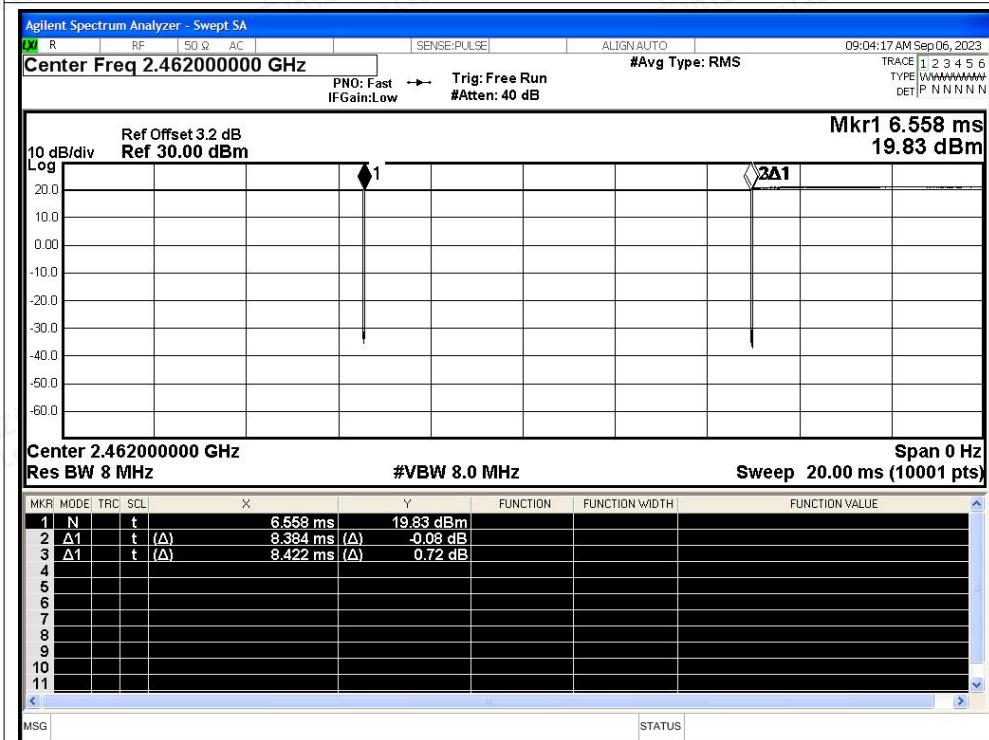 Agilent Spectrum Analyzer - Swept SA
LXI R RF 50 Ω AC SENSE:PULSE ALIGN AUTO 09:04:17 AM Sep 06, 2023
Center Freq 2.462000000 GHz #Avg Type: RMS TRACE 1 2 3 4 5 6
PNO: Fast Trig: Free Run TYPE WWWWWW
IFGain:Low #Atten: 40 dB DET P N N N N N
Mkr1 6.558 ms
Ref Offset 3.2 dB
10 dB/div Ref 30.00 dBm 19.83 dBm
Log
1 2Δ1
20.0
10.0
0.00
-10.0
-20.0
-30.0
-40.0
-50.0
-60.0
Center 2.462000000 GHz Span 0 Hz
Res BW 8 MHz #VBW 8.0 MHz Sweep 20.00 ms (10001 pts)
MKR MODE TRC SCL X Y FUNCTION FUNCTION WIDTH FUNCTION VALUE
1 N t 6.558 ms 19.83 dBm
2 Δ1 t (Δ) 8.384 ms (Δ) -0.08 dB
3 Δ1 t (Δ) 8.422 ms (Δ) 0.72 dB
4
5
6
7
8
9
10
11
MSG STATUS